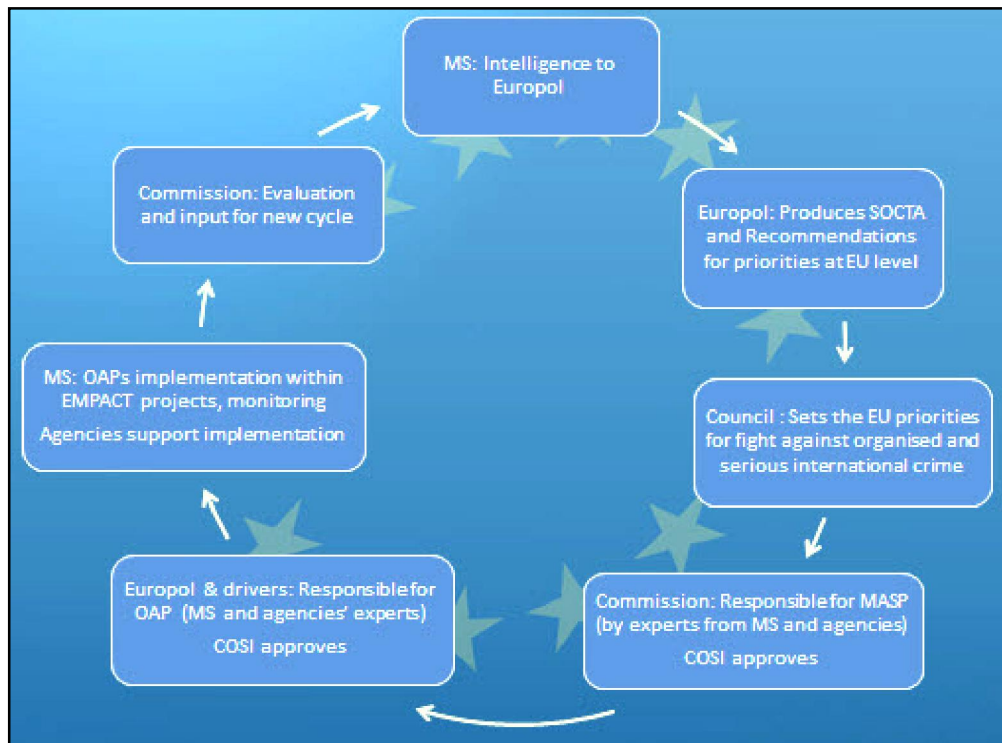 MS: Intelligence to
Europol
Europol: Produces SOCTA
and Recommendations
for priorities at EU level
Council : Sets the EU priorities
for fight against organised and
serious international crime
Commission: Responsible for MASP
(by experts from MS and agencies)
COSI approves
Europol & drivers: Responsible for
OAP (MS and agencies' experts)
COSI approves
MS: OAPs implementation within
EMPACT projects, monitoring
Agencies support implementation
Commission: Evaluation
and input for new cycle